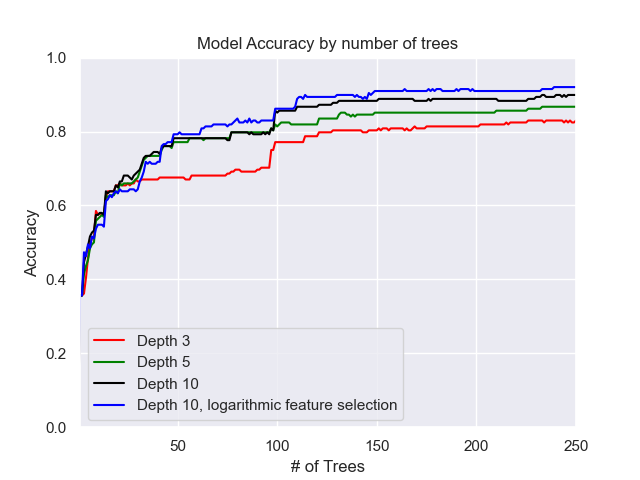 Model Accuracy by number of trees
1.0
0.8
0.6
0.4
0.2
0.0
Accuracy
Depth 3
Depth 5
Depth 10
Depth 10, logarithmic feature selection
50 100 150 200 250
# of Trees